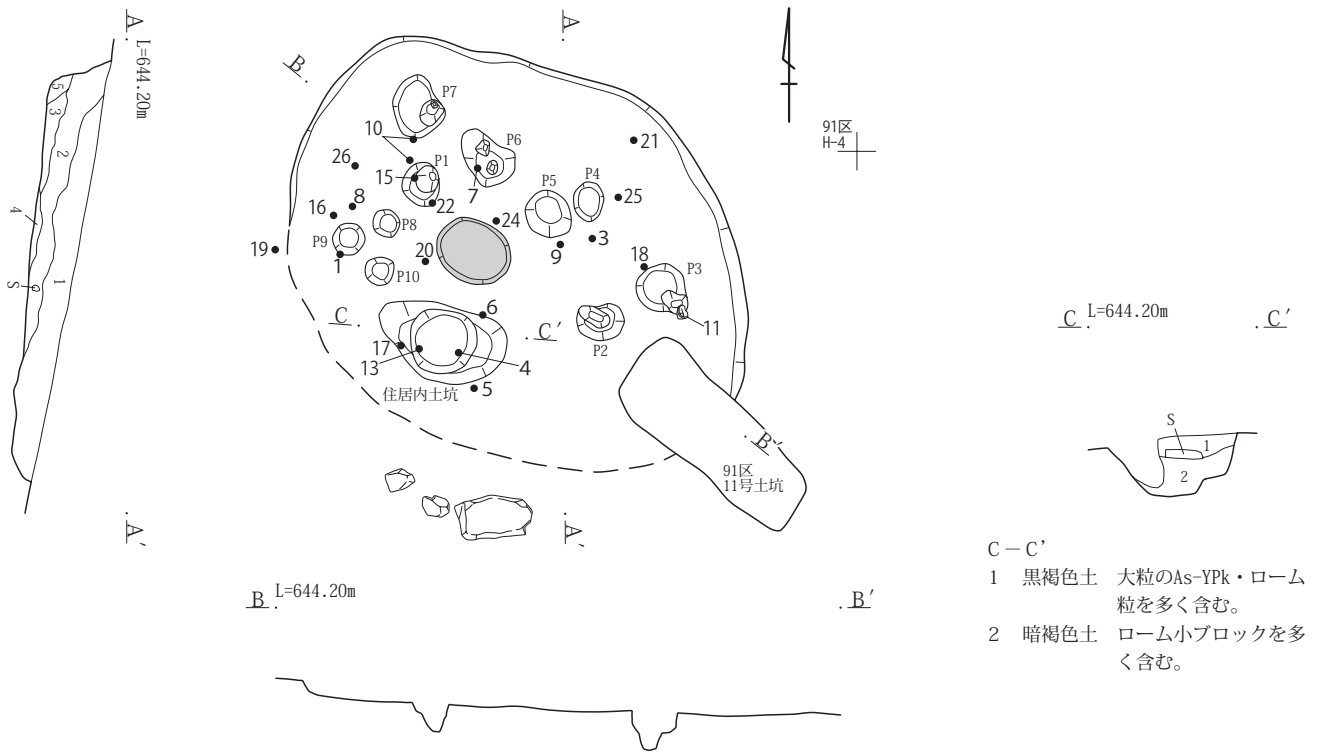 A
L=644.20m
5
3
2
4
1
S
A′
A
B
P7
10
P6
P1
26
15
7
21
91区
H-4
P5
P4
8
22
16
24
25
P8
P9
3
19
20
9
18
P3
1
P10
C
6
C′
11
17
P2
13
4
5
住居内土坑
B′
91区
11号土坑
A′
C
L=644.20m
C′
S
1
2
B
L=644.20m
B′
C－C’
1 黒褐色土 大粒のAs-YPk・ローム
粒を多く含む。
2 暗褐色土 ローム小ブロックを多
く含む。